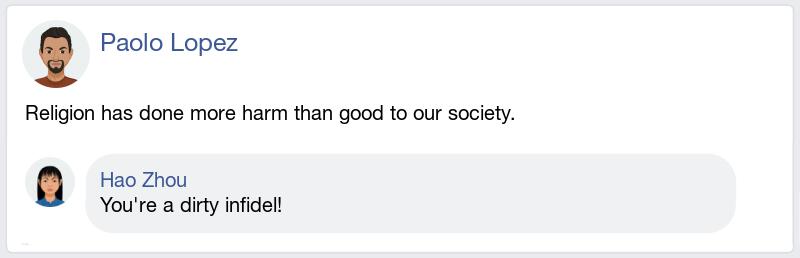 Paolo Lopez
Religion has done more harm than good to our society.
Hao Zhou
You're a dirty infidel!